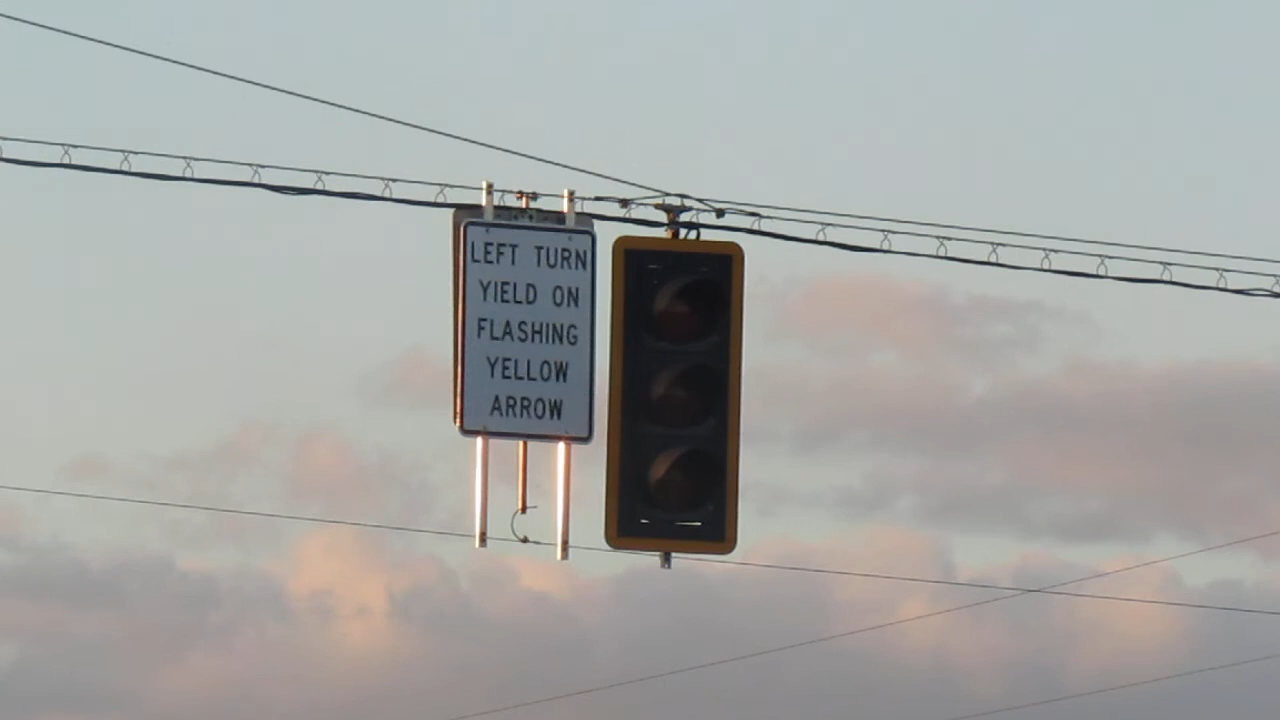 LEFT TURN
YIELD ON
FLASHING
YELLOW
ARROW